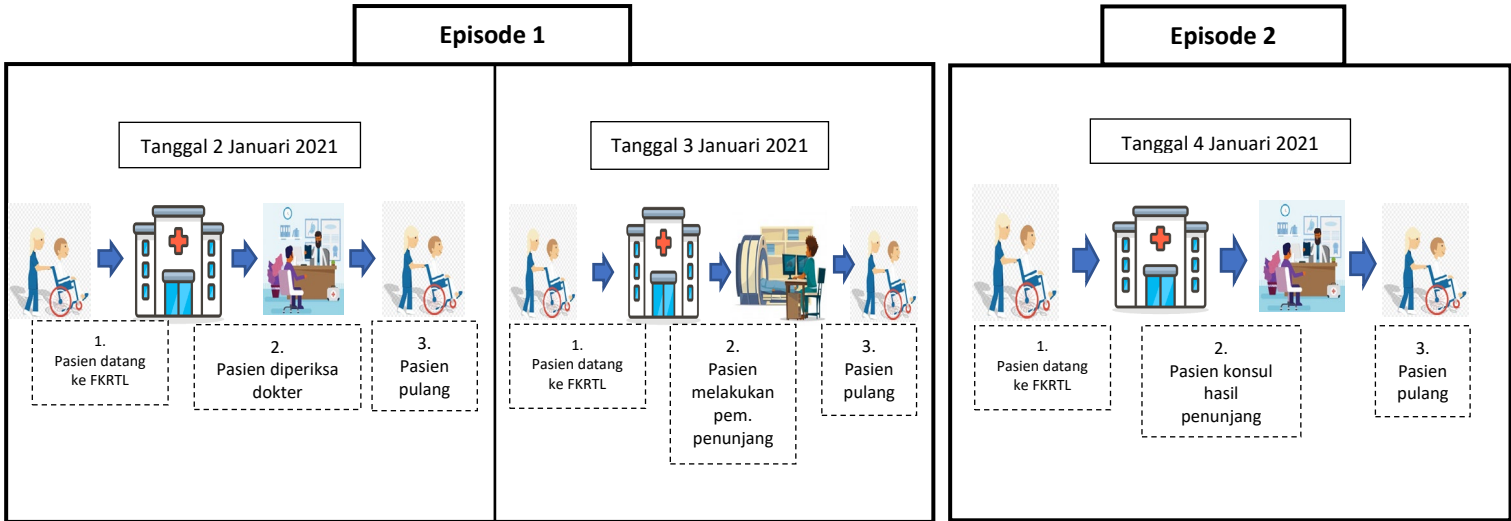 Episode 1
Tanggal 2 Januari 2021
1.
Pasien datang
ke FKRTL
2.
Pasien diperiksa
dokter
3.
Pasien
pulang
Tanggal 3 Januari 2021
1.
Pasien datang
ke FKRTL
2.
Pasien
melakukan
pem.
penunjang
3.
Pasien
pulang
Episode 2
Tanggal 4 Januari 2021
1.
Pasien datang
ke FKRTL
2.
Pasien konsul
hasil
penunjang
3.
Pasien
pulang